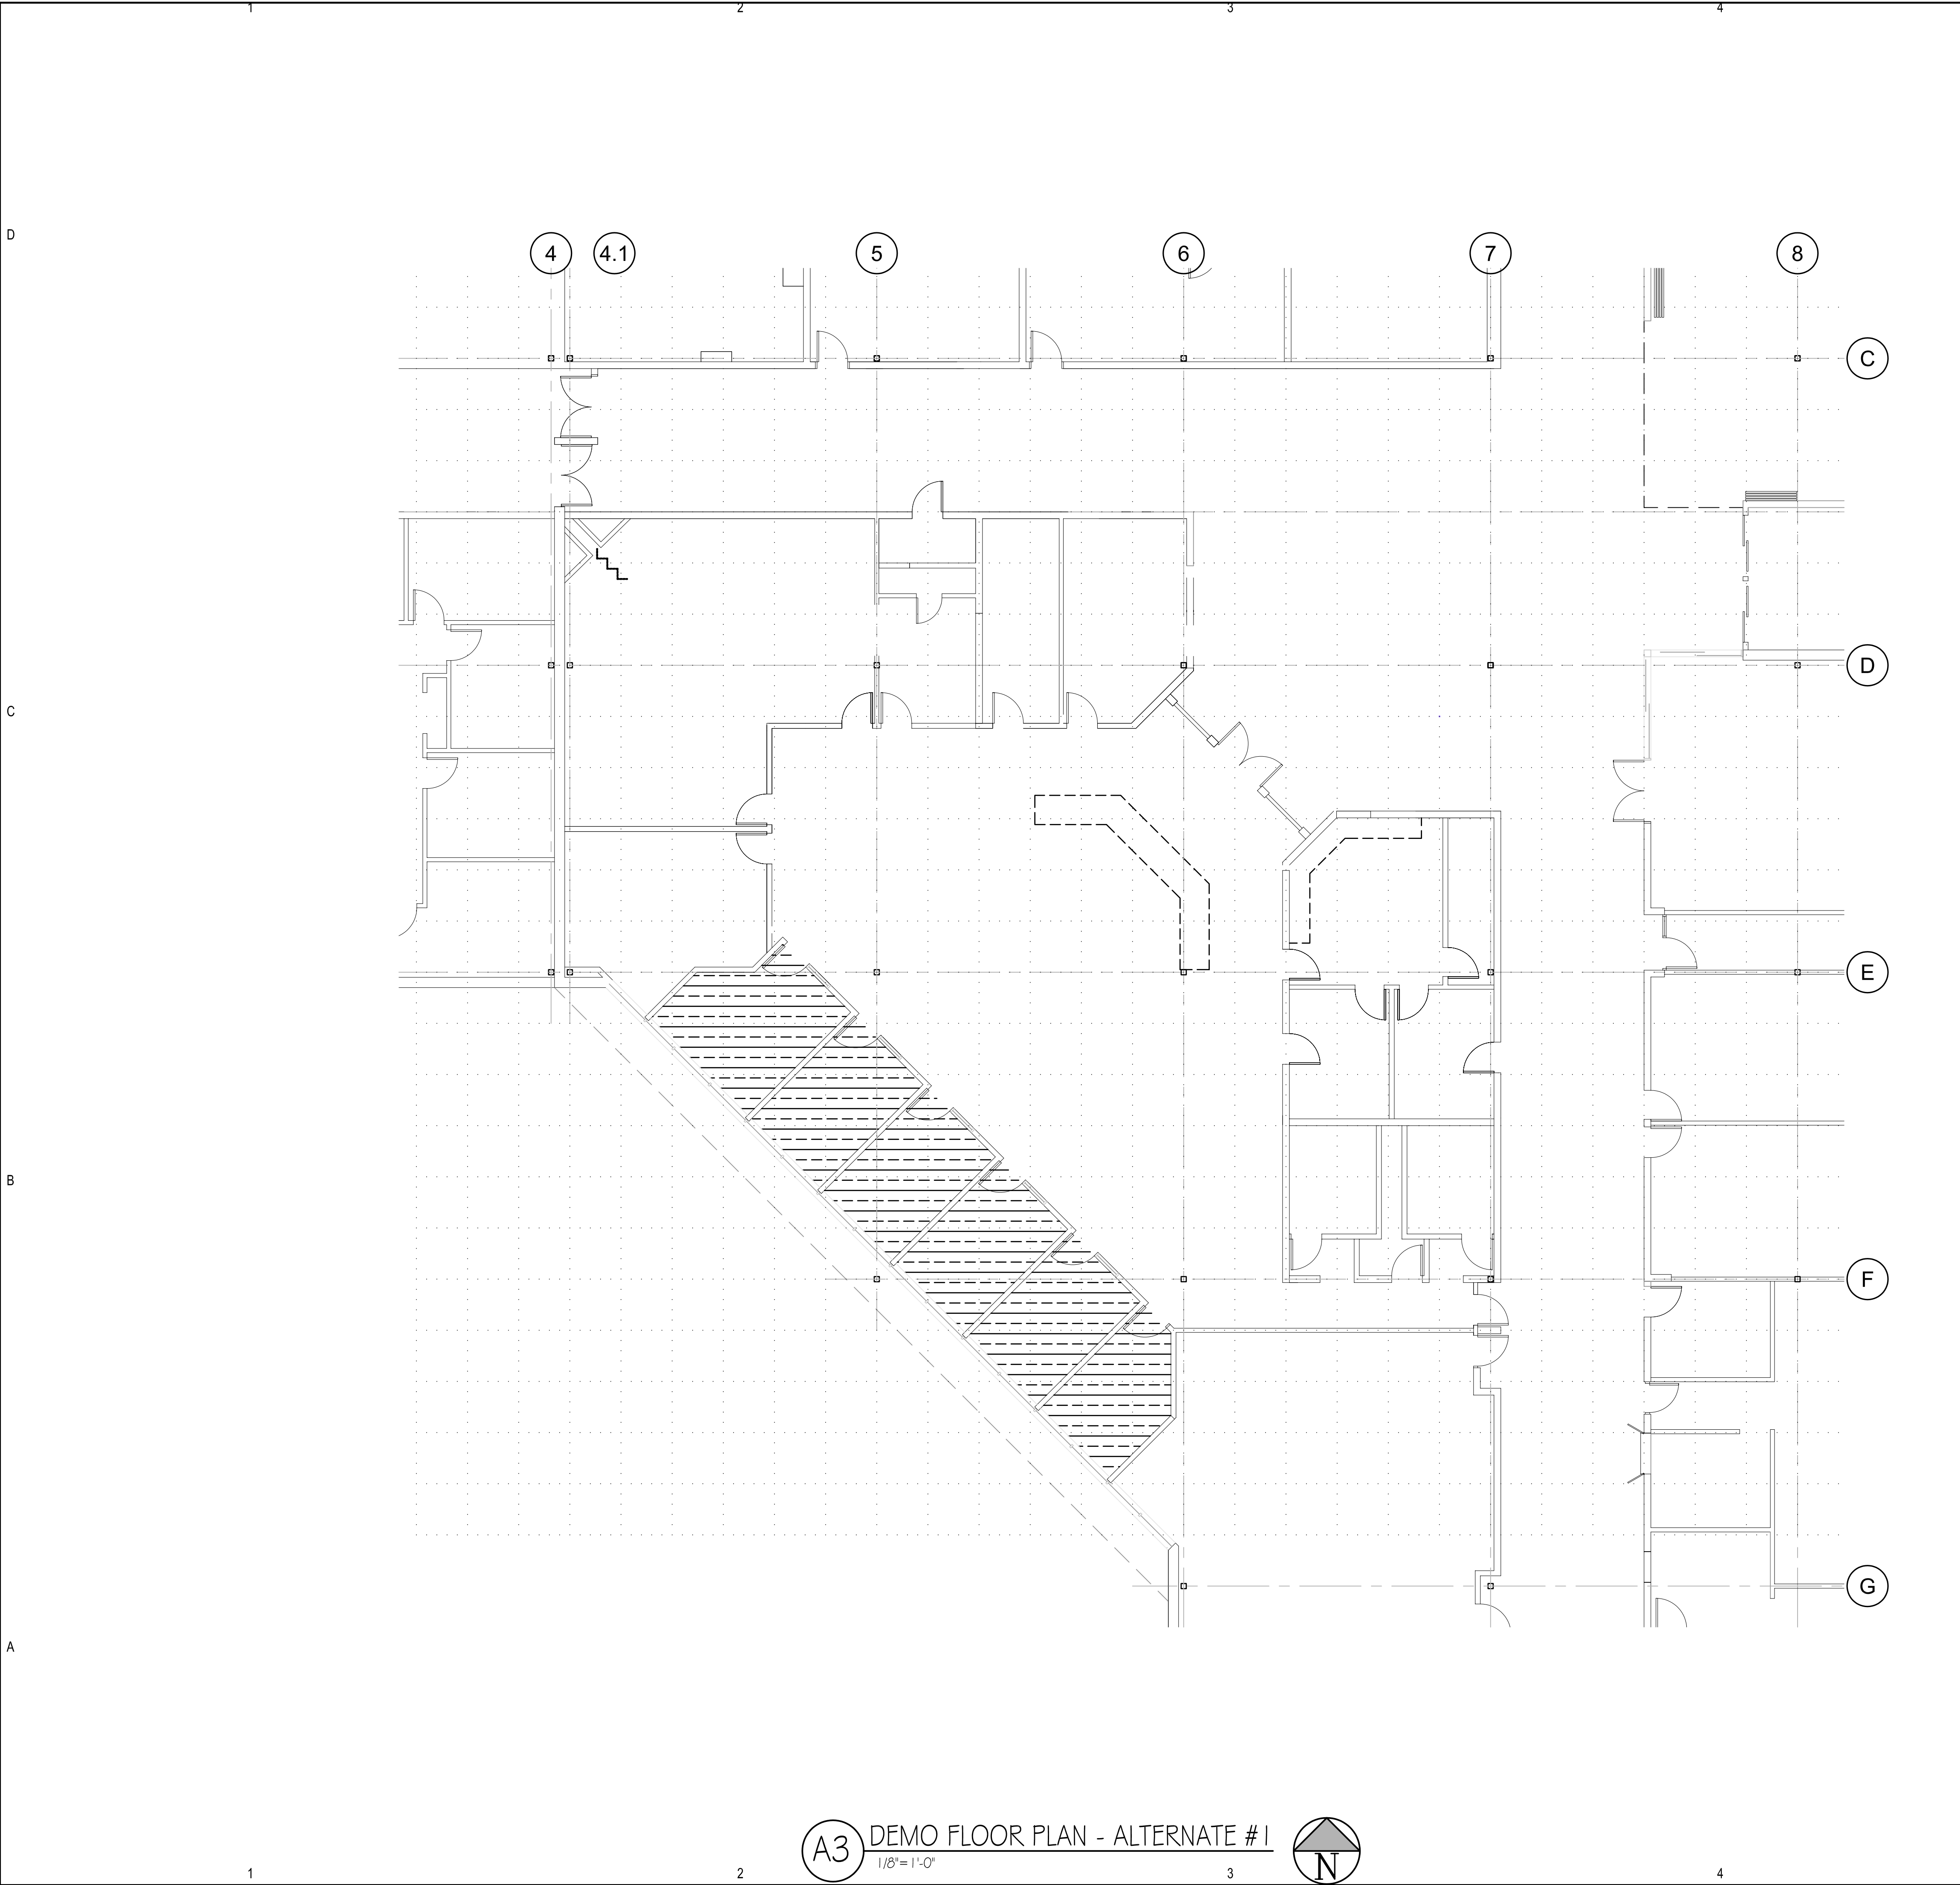 1 2 3 4
D
4 4.1 5 6 7 8
C
D
C
E
B
F
G
A
A3 DEMO FLOOR PLAN - ALTERNATE #1
1/8"=1'-0"
N
1 2 3 4